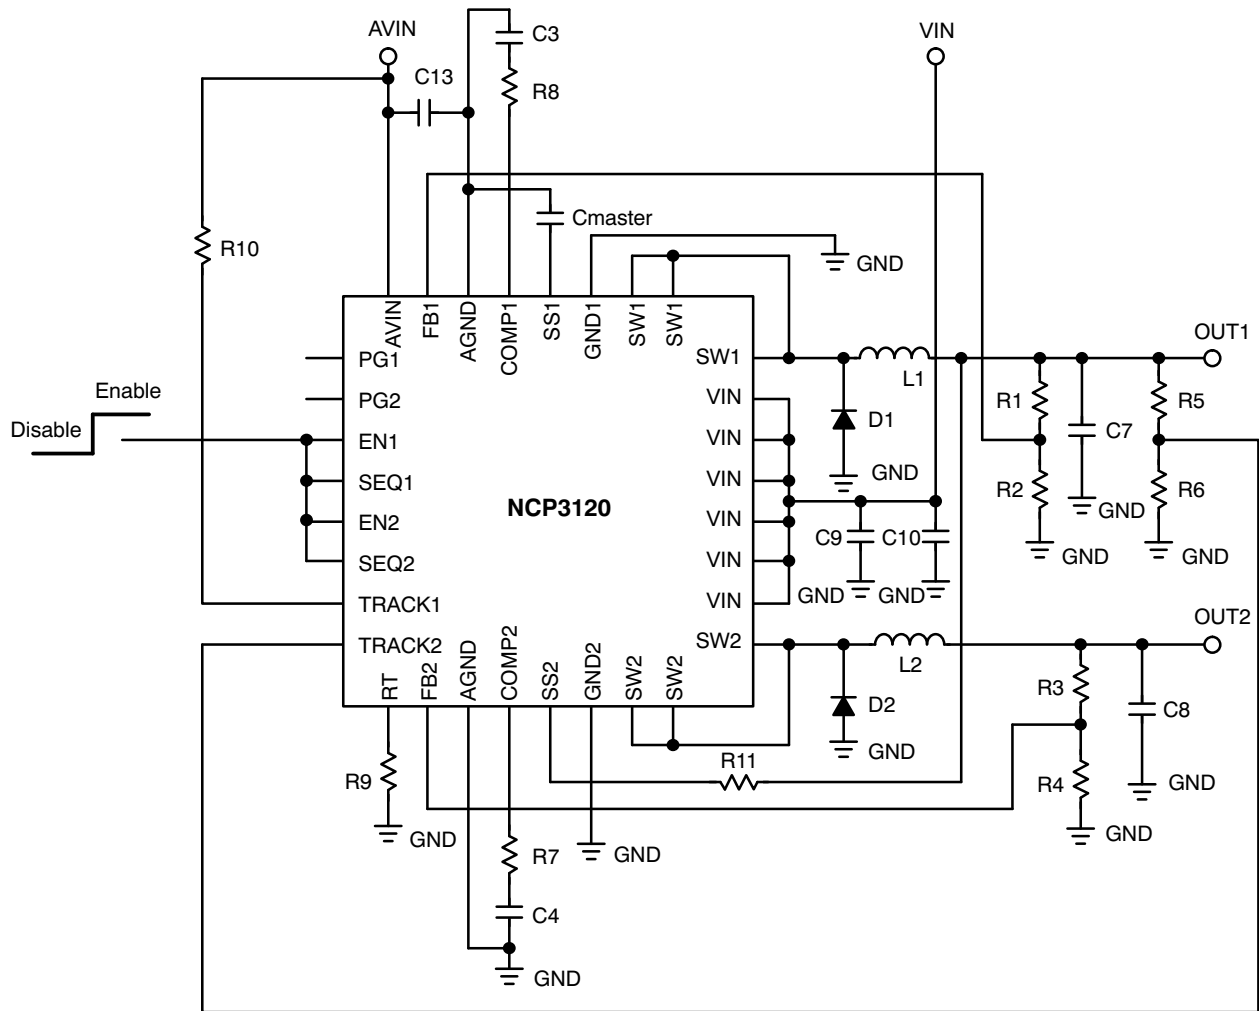 AVIN
C3
VIN
C13
R8
Cmaster
R10
GND
AVIN
FB1
AGND
COMP1
SS1
GND1
SW1
SW1
OUT1
PG1
SW1
L1
Enable
PG2
VIN
R1
R5
Disable
EN1
VIN
D1
C7
GND
SEQ1
VIN
R2
R6
NCP3120
GND
EN2
VIN
C9
C10
GND
GND
SEQ2
VIN
GND
GND
TRACK1
VIN
OUT2
TRACK2
SW2
L2
RT
FB2
AGND
COMP2
SS2
GND2
SW2
SW2
R3
D2
C8
GND
R11
R9
R4
GND
GND
GND
R7
GND
C4
GND